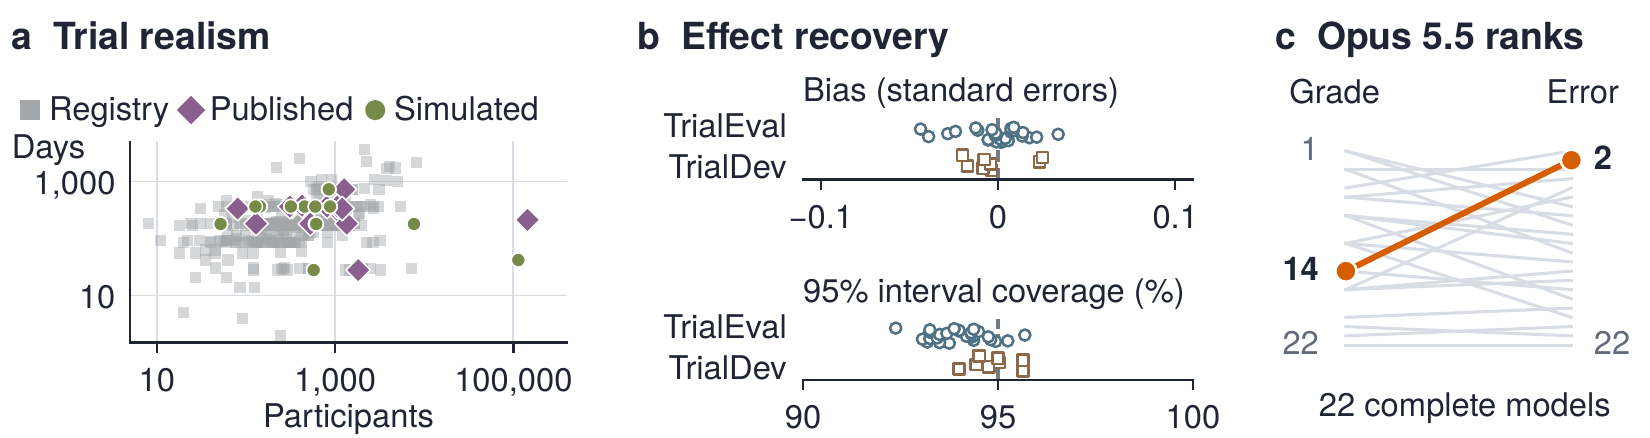 a Trial realism
Registry Published Simulated
Days
1,000
10
10 1,000 100,000
Participants
b Effect recovery
Bias (standard errors)
TrialEval
TrialDev
−0.1 0 0.1
95% interval coverage (%)
TrialEval
TrialDev
90 95 100
c Opus 5.5 ranks
Grade Error
1 2
14
22 22
22 complete models